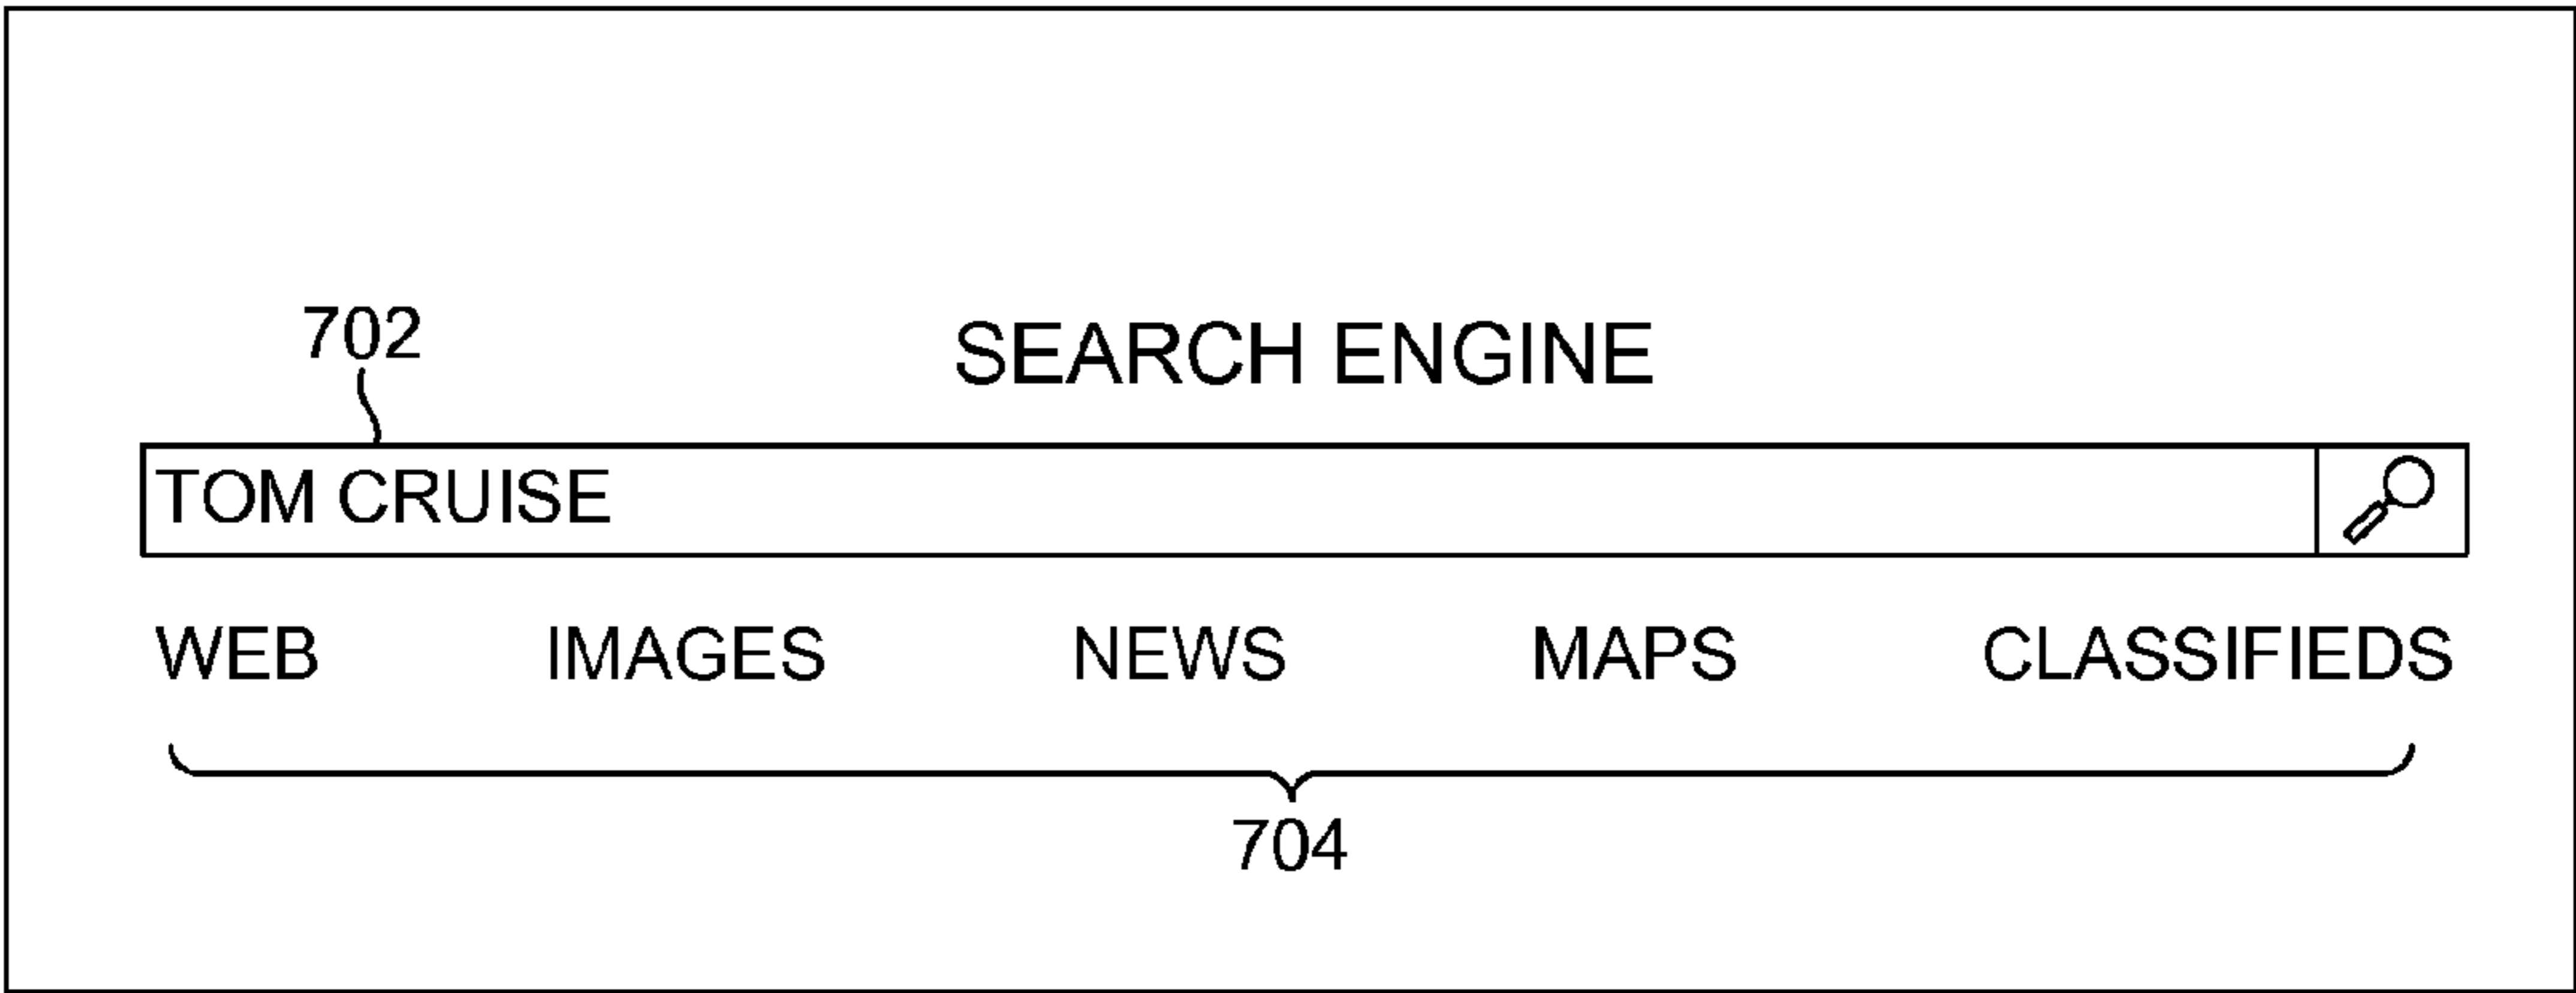 702
SEARCH ENGINE
TOM CRUISE
WEB IMAGES NEWS MAPS CLASSIFIEDS
704